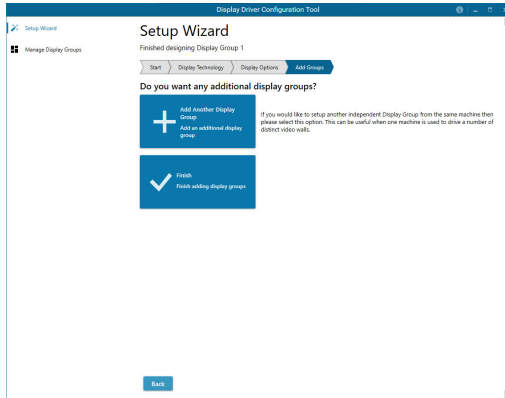 Display Driver Configuration Tool
Setup Wizard
Manage Display Groups
Setup Wizard
Finished designing Display Group 1
Start
Display Technology
Display Options
Add Groups
Do you want any additional display groups?
Add Another Display
Group
Add an additional display
group
If you would like to setup another independent Display Group from the same machine then
please select this option. This can be useful when one machine is used to drive a number of
distinct video walls.
Finish
Finish adding display groups
Back